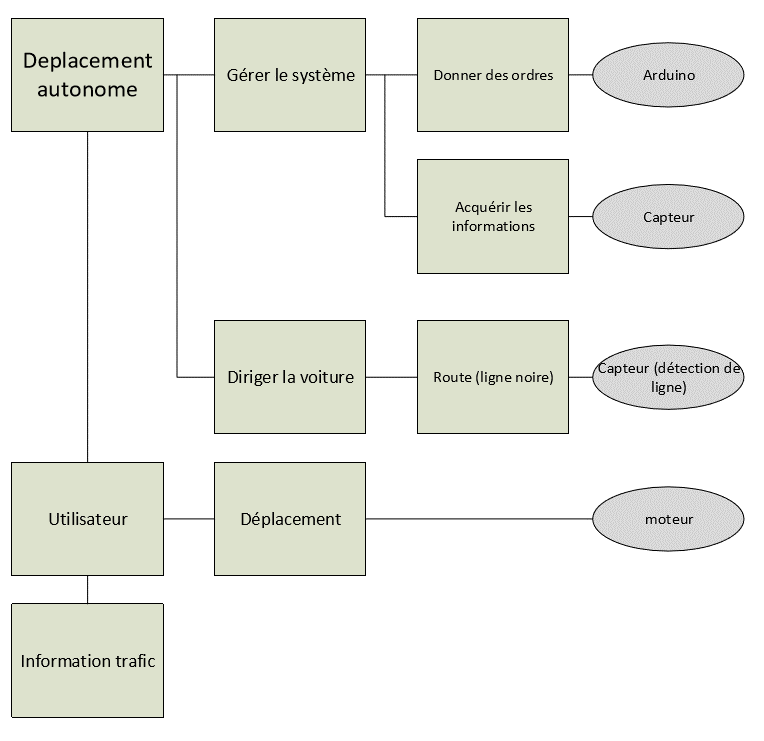 Deplacement
autonome
Gérer le système
Donner des ordres
Arduino
Acquérir les
informations
Capteur
Diriger la voiture
Route (ligne noire)
Capteur (détection de
ligne)
Utilisateur
Déplacement
moteur
Information trafic